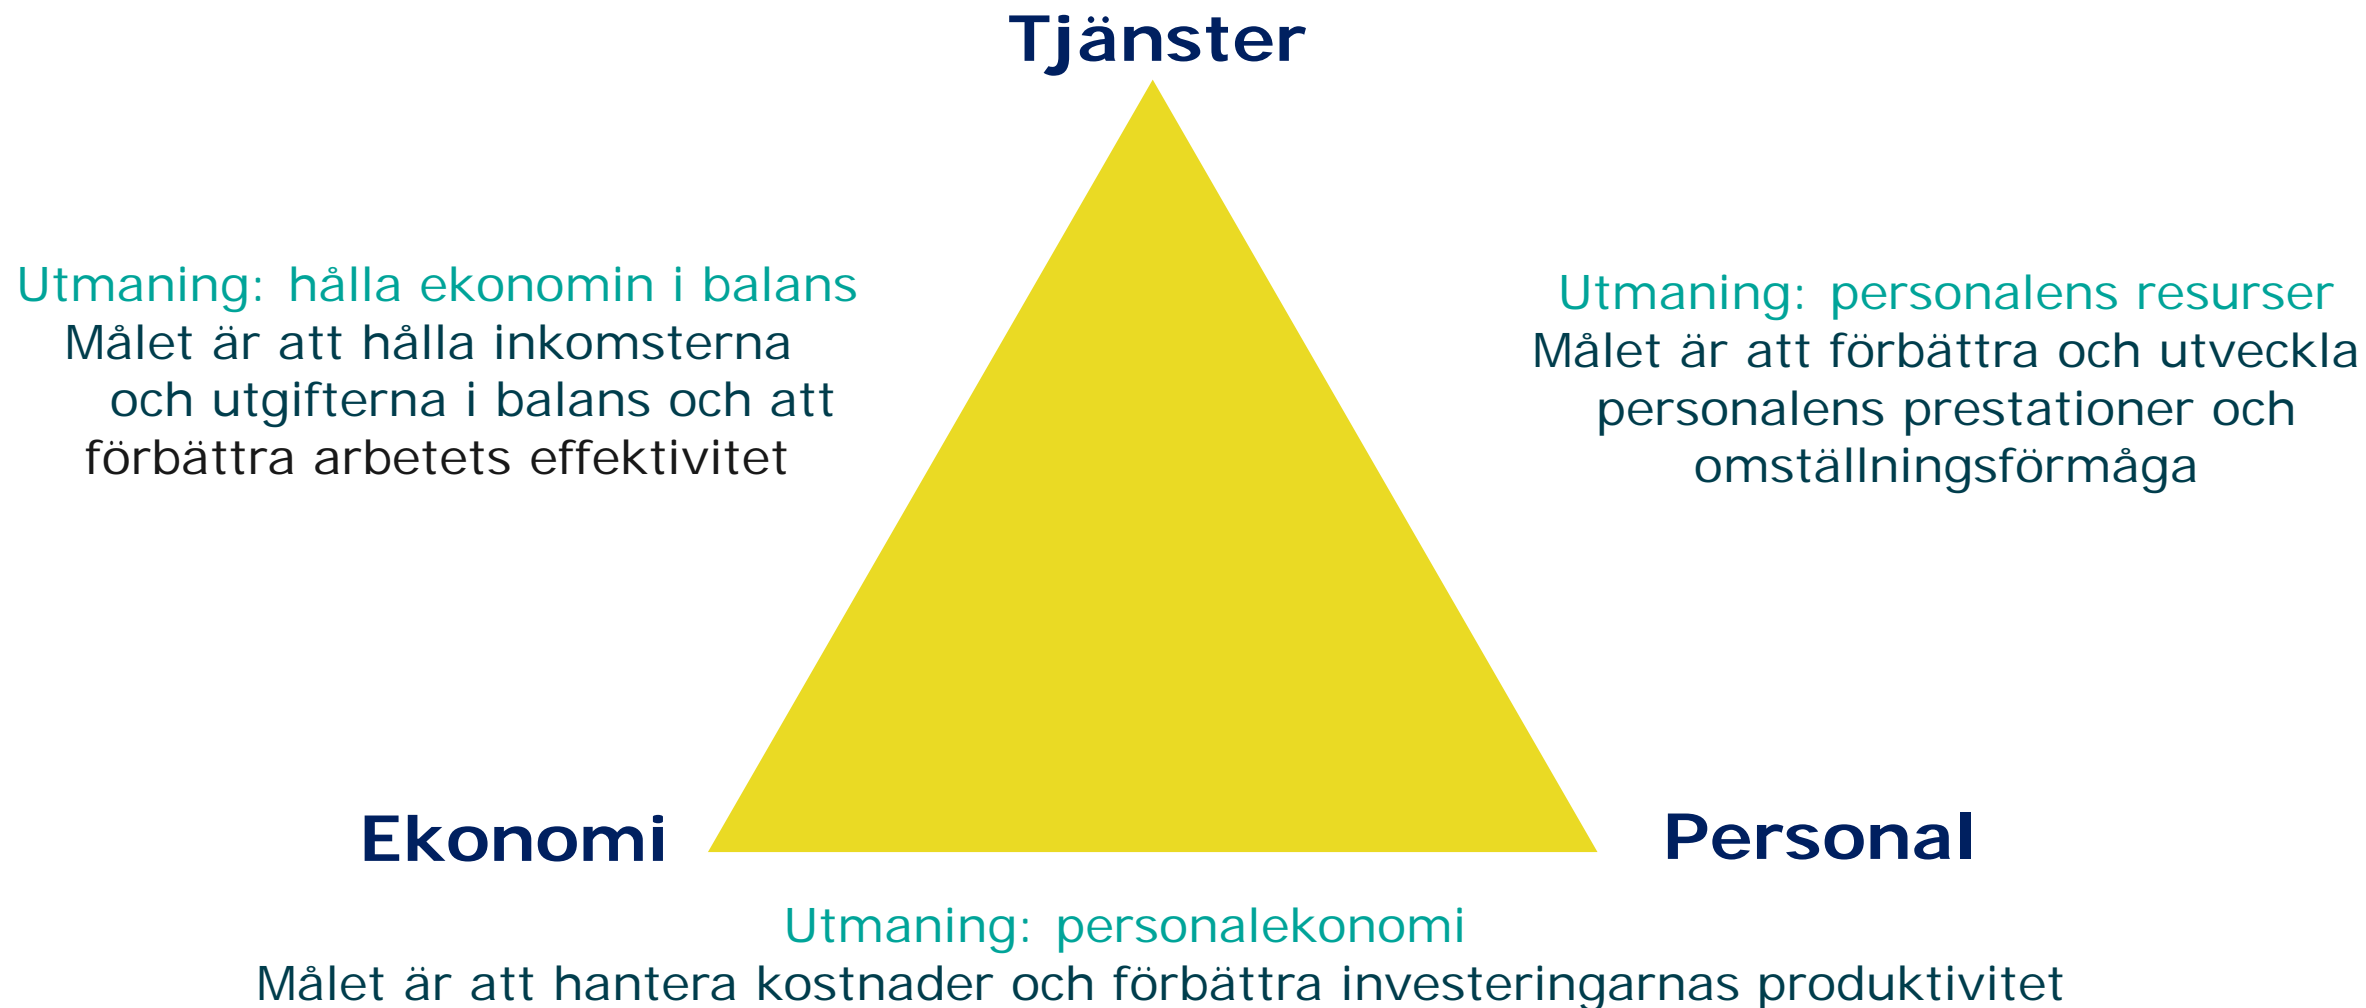 Tjänster
Utmaning: hålla ekonomin i balans
Målet är att hålla inkomsterna
och utgifterna i balans och att
förbättra arbetets effektivitet
Utmaning: personalens resurser
Målet är att förbättra och utveckla
personalens prestationer och
omställningsförmåga
Ekonomi
Personal
Utmaning: personalekonomi
Målet är att hantera kostnader och förbättra investeringarnas produktivitet